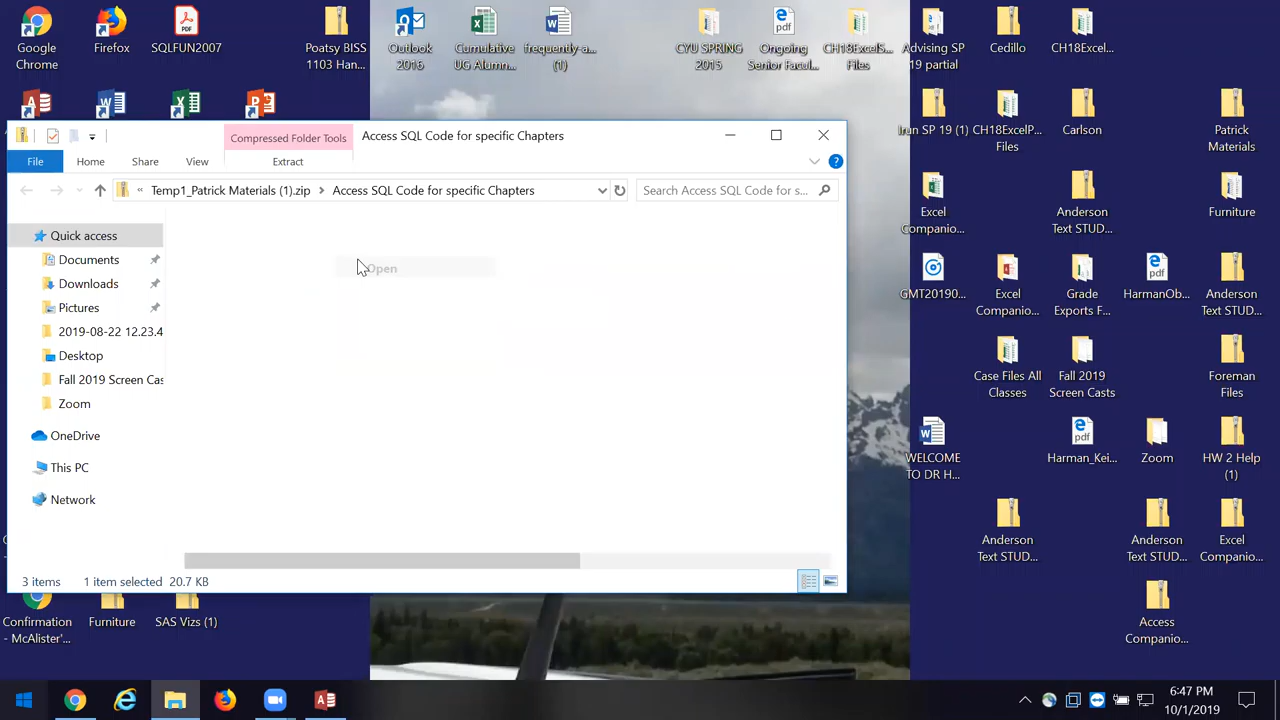 Google
Chrome
Firefox
SQLFUN2007
Poatsy BISS
1103 Han...
Outlook
2016
Cumulative
UG Alumn...
frequently-a...
(1)
CYU SPRING
2015
Ongoing
Senior Facul...
CH18ExcelS...
Files
Advising SP
19 partial
Cedillo
CH18Excel...
Compressed Folder Tools
Access SQL Code for specific Chapters
File
Home
Share
View
Extract
Temp1_Patrick Materials (1).zip
Access SQL Code for specific Chapters
Search Access SQL Code for s...
Quick access
Documents
Downloads
Pictures
2019-08-22 12.23.4
Desktop
Fall 2019 Screen Cas
Zoom
OneDrive
This PC
Network
Open
3 items
1 item selected
20.7 KB
Irun SP 19 (1)
CH18ExcelP...
Files
Carlson
Patrick
Materials
Excel
Companio...
Anderson
Text STUD...
Furniture
GMT20190...
Excel
Companio...
Grade
Exports F...
HarmanOb...
Anderson
Text STUD...
Case Files All
Classes
Fall 2019
Screen Casts
Foreman
Files
WELCOME
TO DR H...
Harman_Kei...
Zoom
HW 2 Help
(1)
Anderson
Text STUD...
Anderson
Text STUD...
Excel
Companio...
Confirmation
- McAlister'...
Furniture
SAS Vizs (1)
Access
Companio...
6:47 PM
10/1/2019